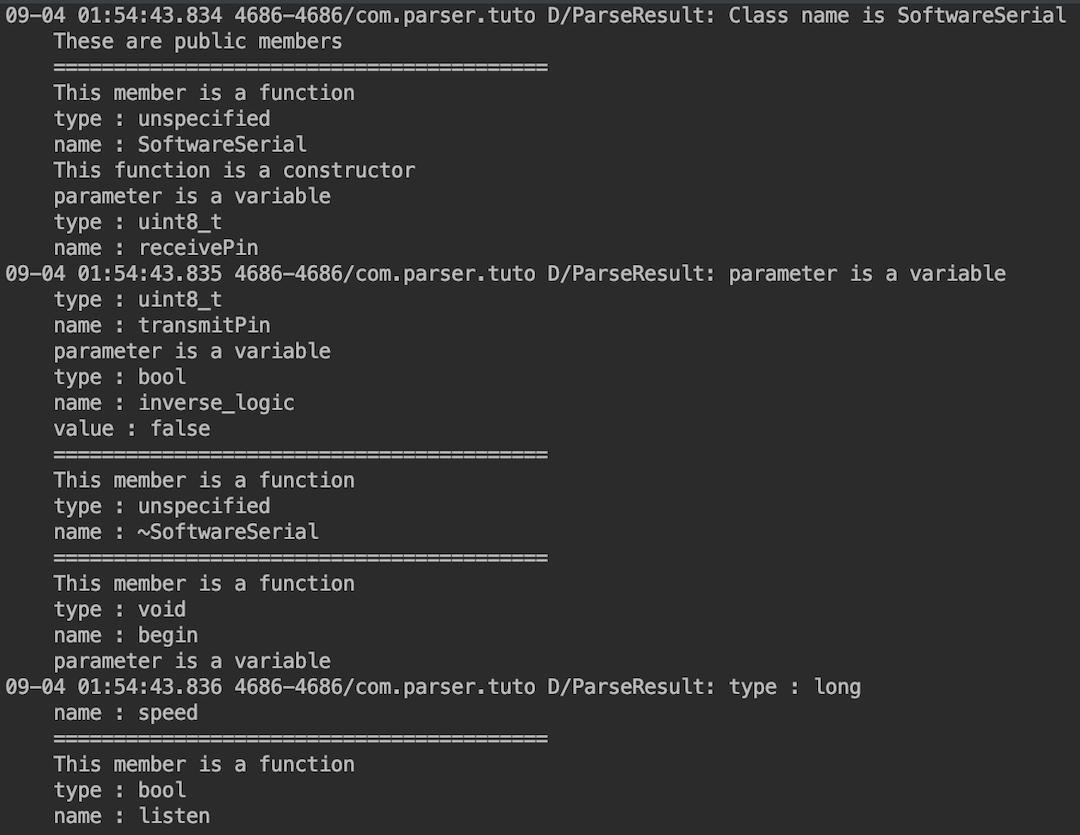 09-04 01:54:43.834 4686-4686/com.parser.tuto D/ParseResult: Class name is SoftwareSerial
These are public members
=========================================
This member is a function
type : unspecified
name : SoftwareSerial
This function is a constructor
parameter is a variable
type : uint8_t
name : receivePin
09-04 01:54:43.835 4686-4686/com.parser.tuto D/ParseResult: parameter is a variable
type : uint8_t
name : transmitPin
parameter is a variable
type : bool
name : inverse_logic
value : false
=========================================
This member is a function
type : unspecified
name : ~SoftwareSerial
=========================================
This member is a function
type : void
name : begin
parameter is a variable
09-04 01:54:43.836 4686-4686/com.parser.tuto D/ParseResult: type : long
name : speed
=========================================
This member is a function
type : bool
name : listen